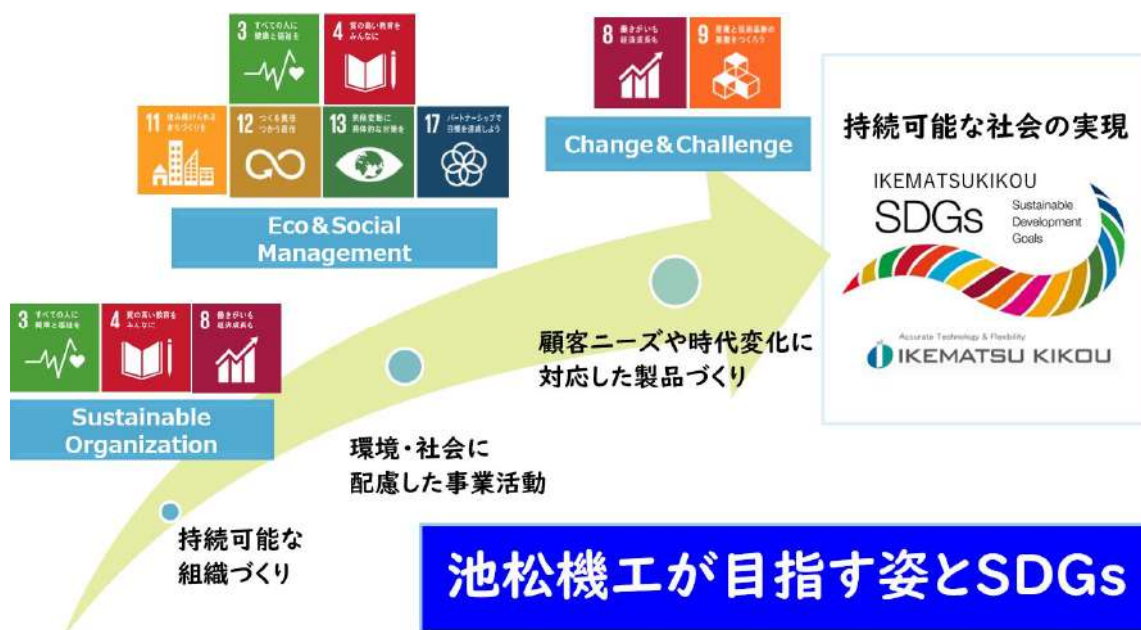 3 すべての人に
健康と福祉を
4 質の高い教育を
みんなに
11 住み続けられる
まちづくりを
12 つくる責任
つかう責任
13 気候変動に
具体的な対策を
17 パートナーシップで
目標を達成しよう
Eco&Social
Management
8 働きがいも
経済成長も
9 産業と技術革新の
基盤をつくろう
Change&Challenge
持続可能な社会の実現
IKEMATSUKIKOU
SDGs
Sustainable
Development
Goals
Accurate Technology & Flexibility
IKEMATSU KIKOU
3 すべての人に
健康と福祉を
4 質の高い教育を
みんなに
8 働きがいも
経済成長も
Sustainable
Organization
顧客ニーズや時代変化に
対応した製品づくり
環境・社会に
配慮した事業活動
持続可能な
組織づくり
池松機工が目指す姿とSDGs